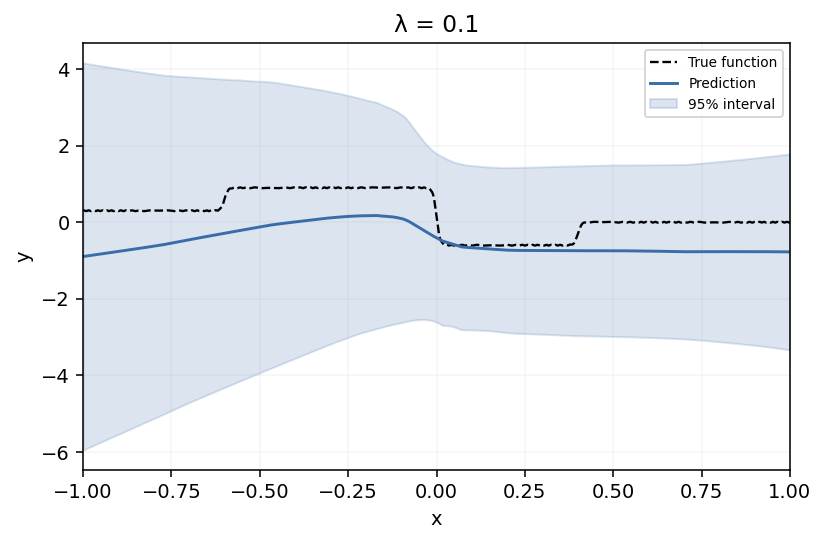 λ = 0.1
True function
Prediction
95% interval
4
2
0
−2
−4
−6
y
−1.00 −0.75 −0.50 −0.25 0.00 0.25 0.50 0.75 1.00
x